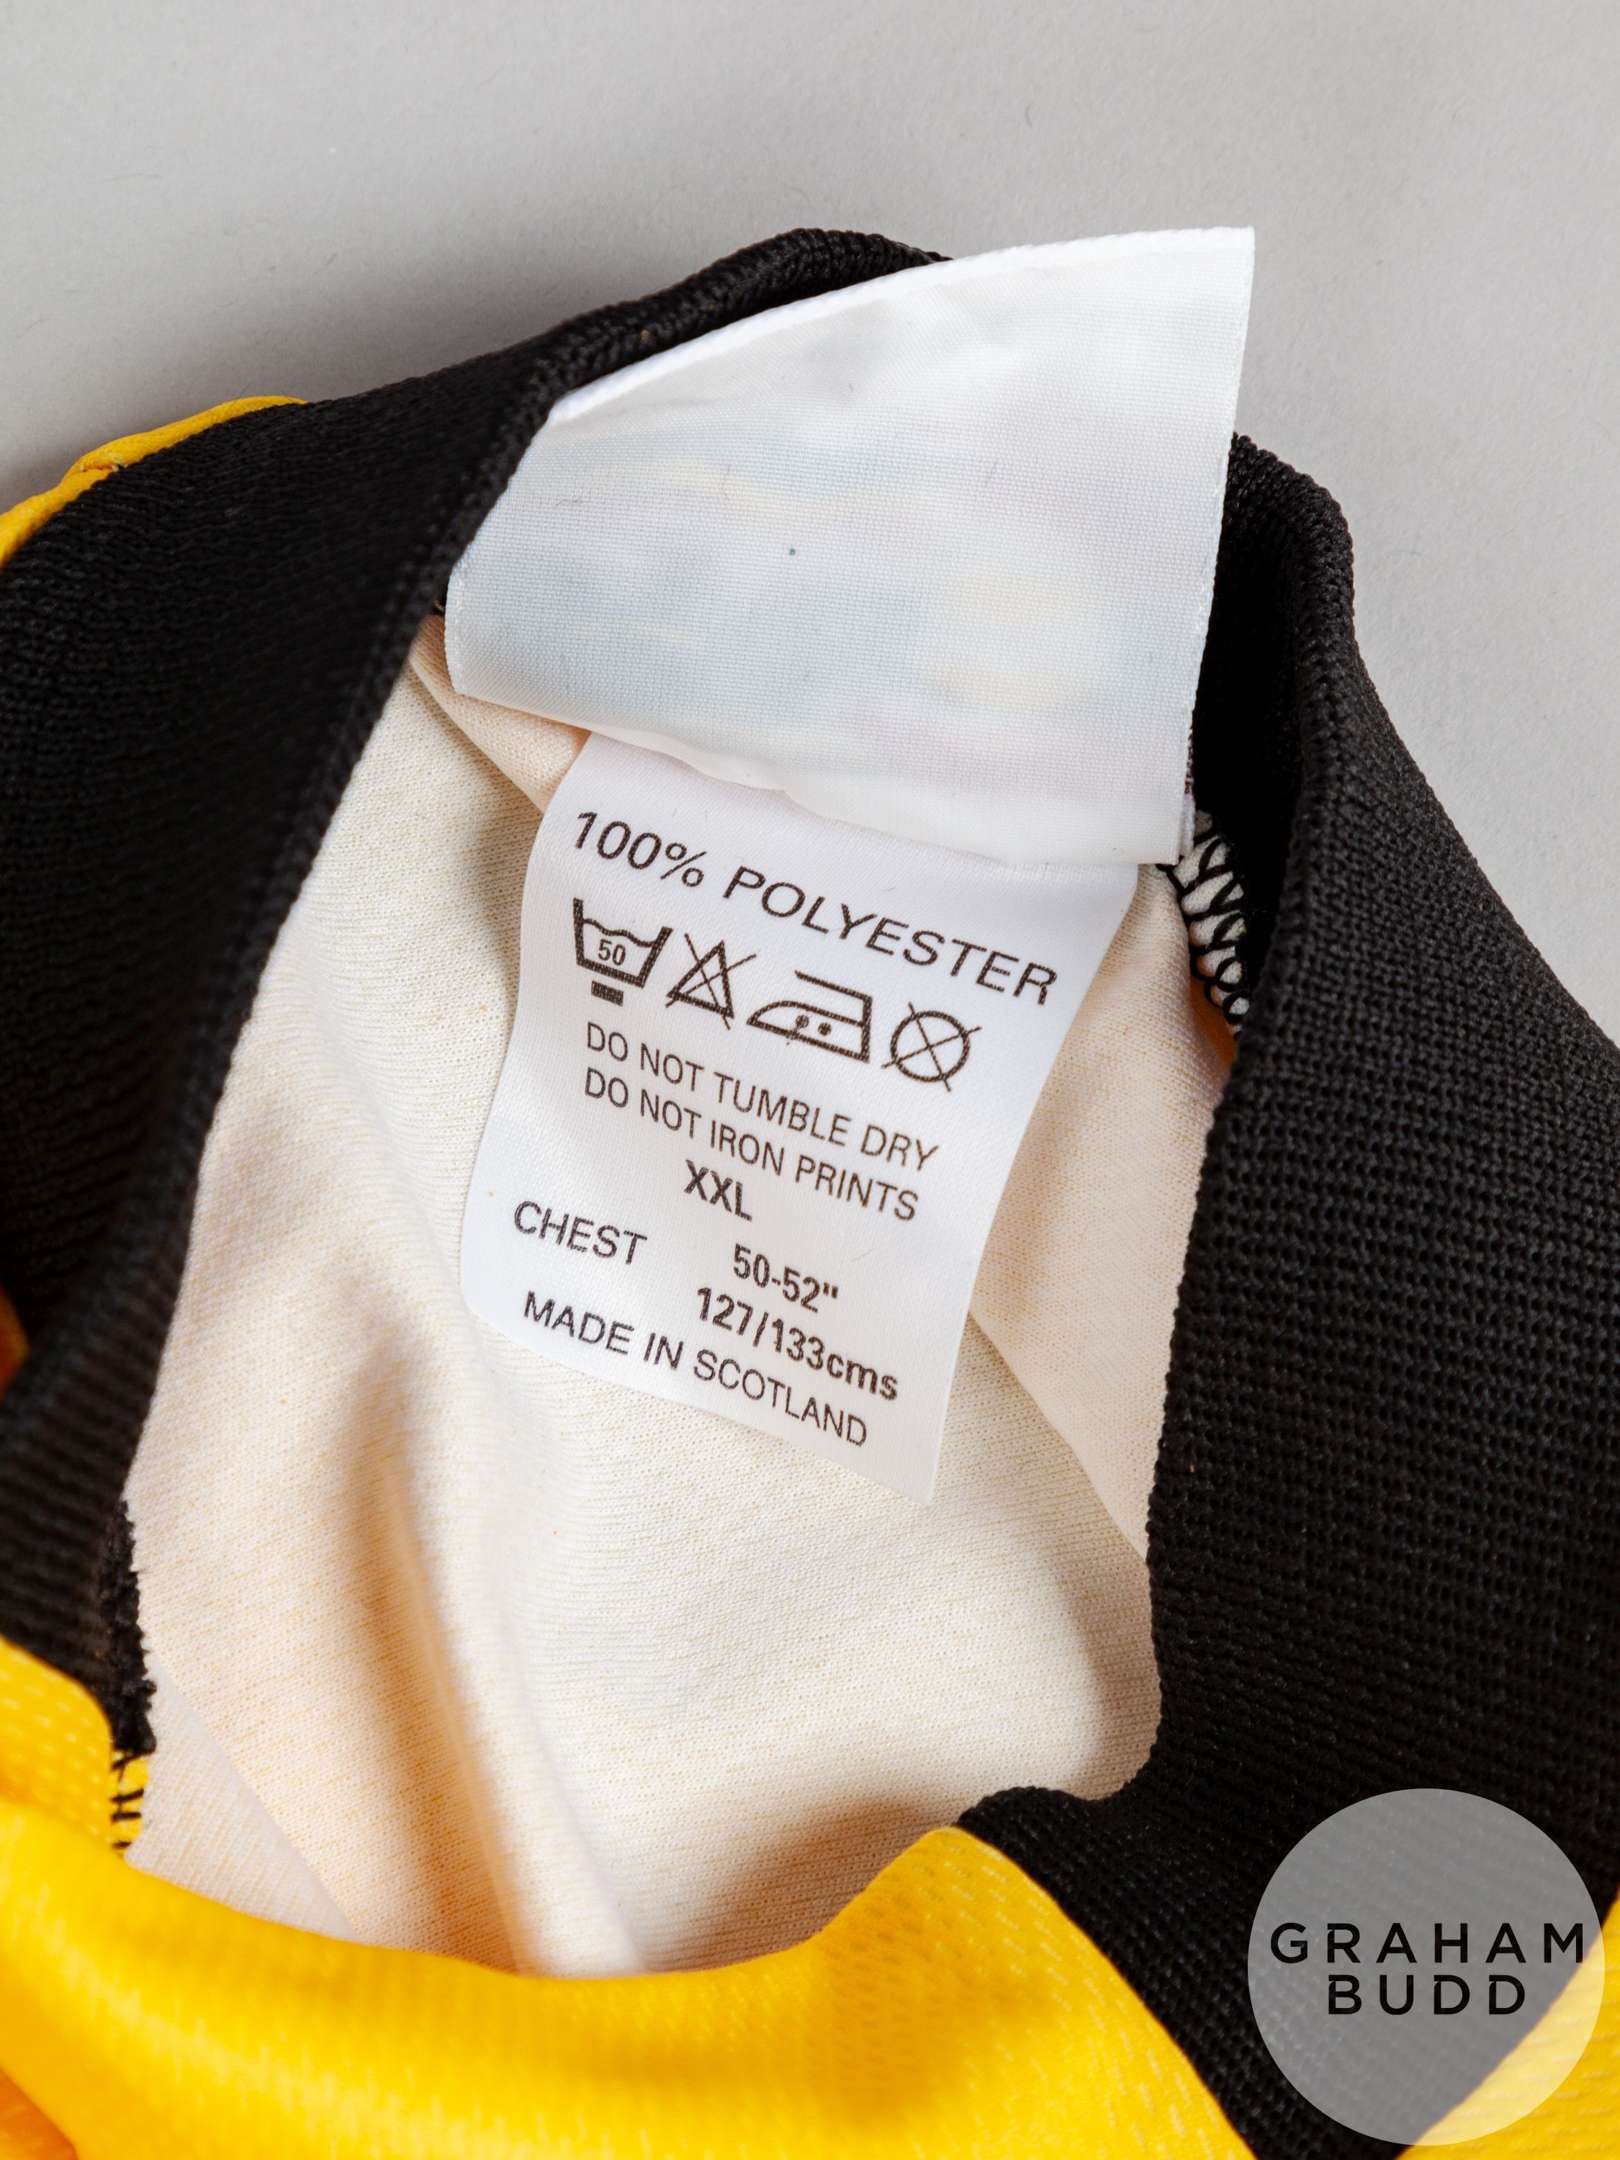 100% POLYESTER
50
DO NOT TUMBLE DRY
DO NOT IRON PRINTS
XXL
CHEST 50-52"
127/133cms
MADE IN SCOTLAND
GRAHAM
BUDD